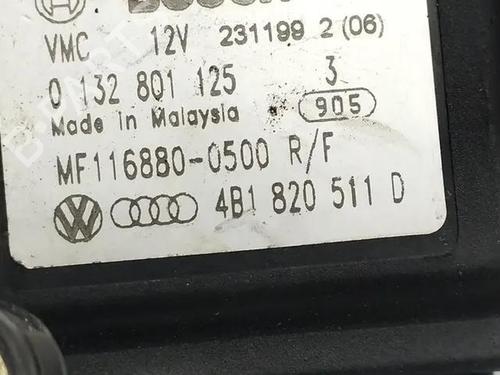 VMC 12V 231199 2 (06)
0 132 801 125 3
Made in Malaysia 905
MF116880-0500 R/F
4B1 820 511 D